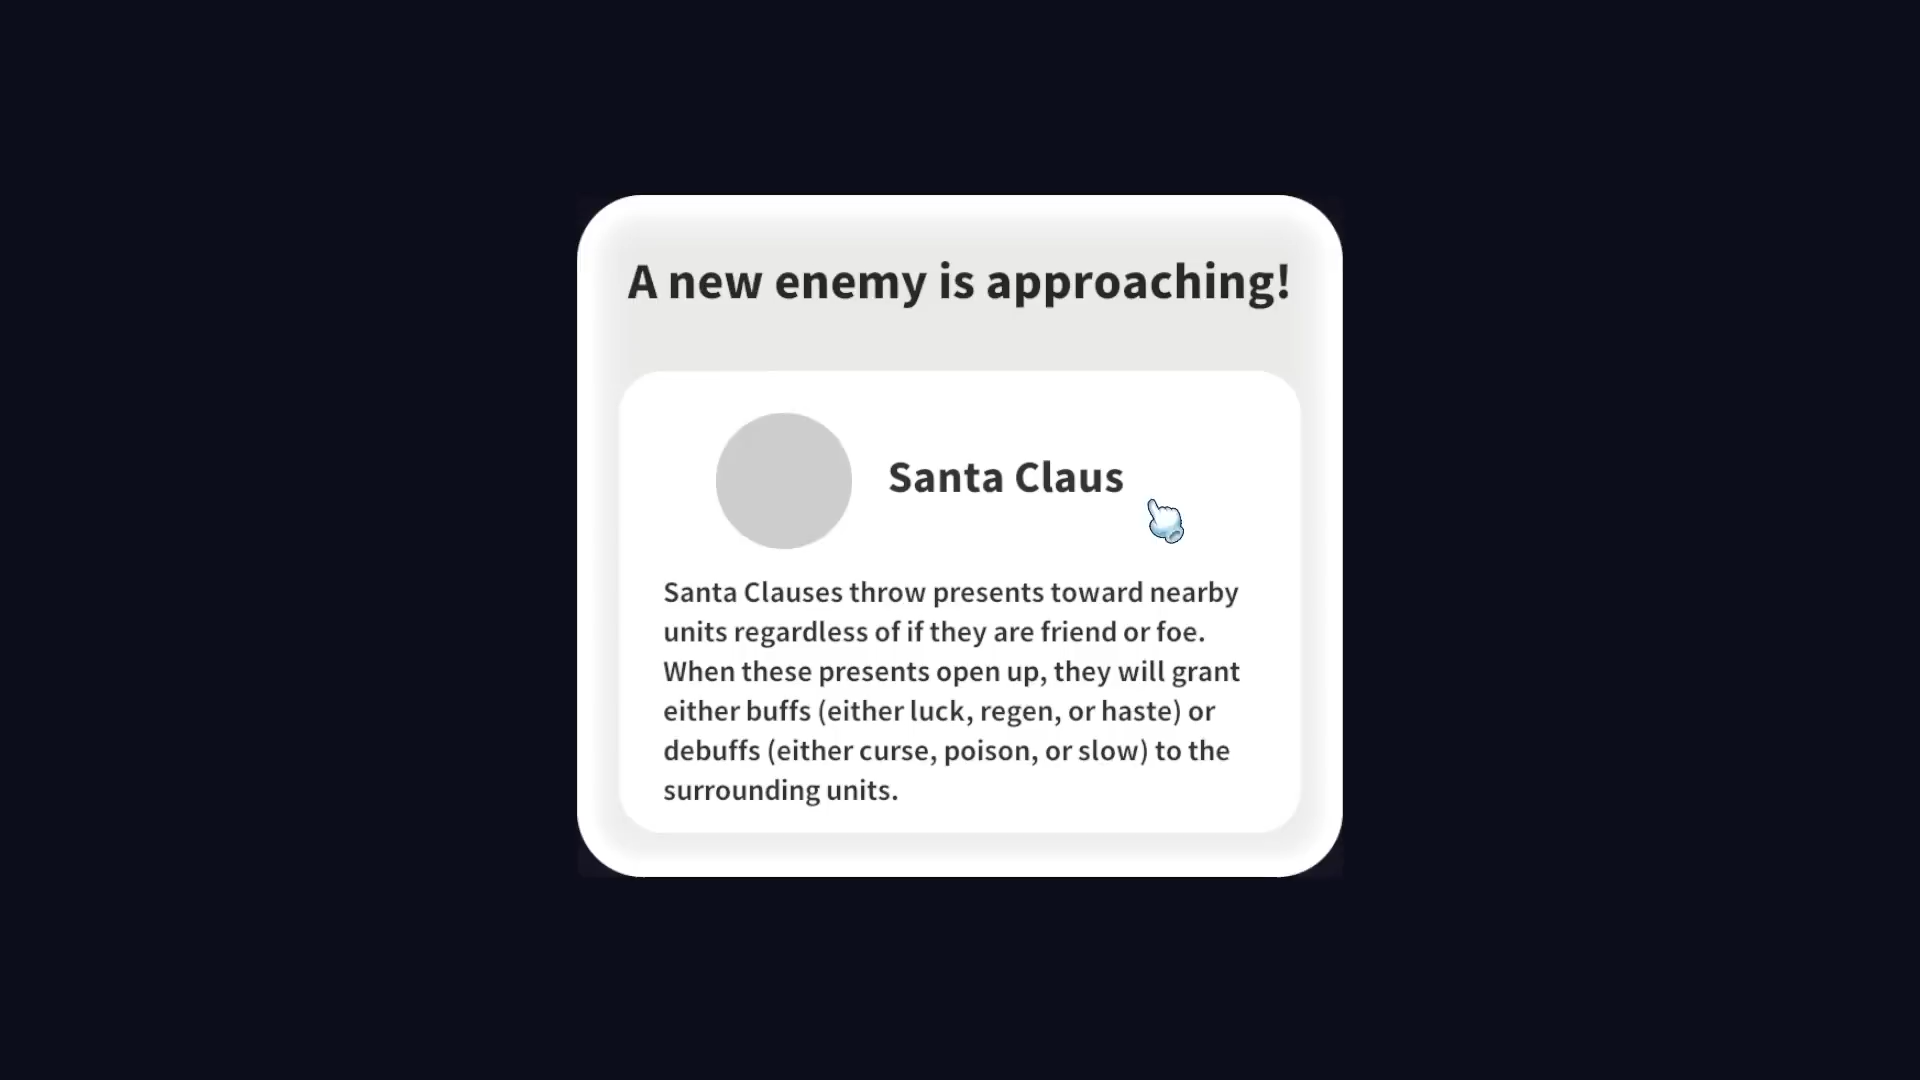 A new enemy is approaching!
Santa Claus
Santa Clauses throw presents toward nearby
units regardless of if they are friend or foe.
When these presents open up, they will grant
either buffs (either luck, regen, or haste) or
debuffs (either curse, poison, or slow) to the
surrounding units.